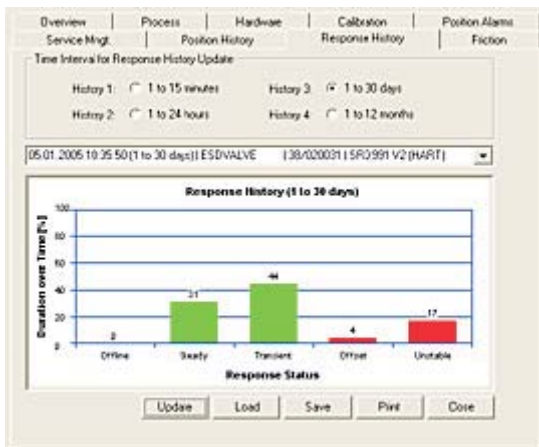 Overview Process Hardware Calibration Position Alarms
Service Mngt. Position History Response History Friction
Time Interval for Response History Update
History 1: 1 to 15 minutes History 3: 1 to 30 days
History 2: 1 to 24 hours History 4: 1 to 12 months
05.01.2005 10:35:50 (1 to 30 days) | ESDVALVE | 38/020031 | SRD991 V2 (HART)
Response History (1 to 30 days)
Duration over Time [%]
100
80
60
40
20
0
31
44
4
17
Offline Steady Transient Offset Unstable
Response Status
Update Load Save Print Close